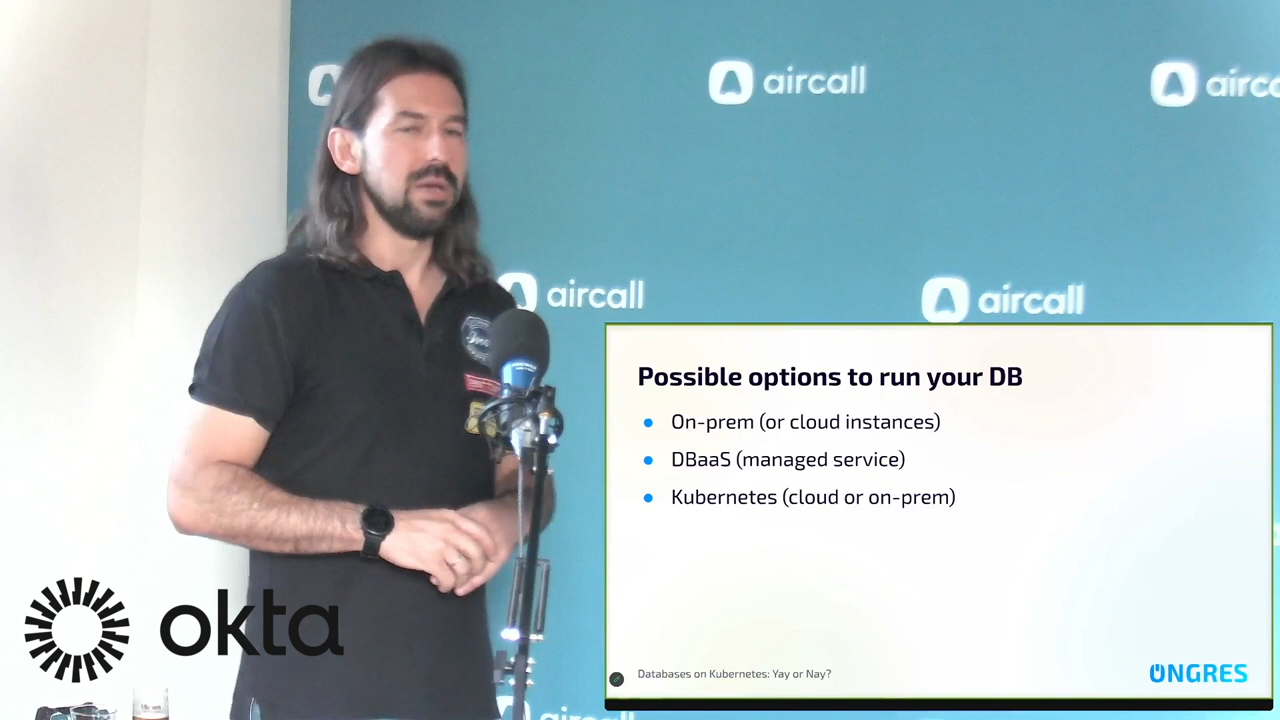 aircall
airc
aircall
aircall
Possible options to run your DB
On-prem (or cloud instances)
DBaaS (managed service)
Kubernetes (cloud or on-prem)
okta
Databases on Kubernetes: Yay or Nay?
ONGRES
aircall